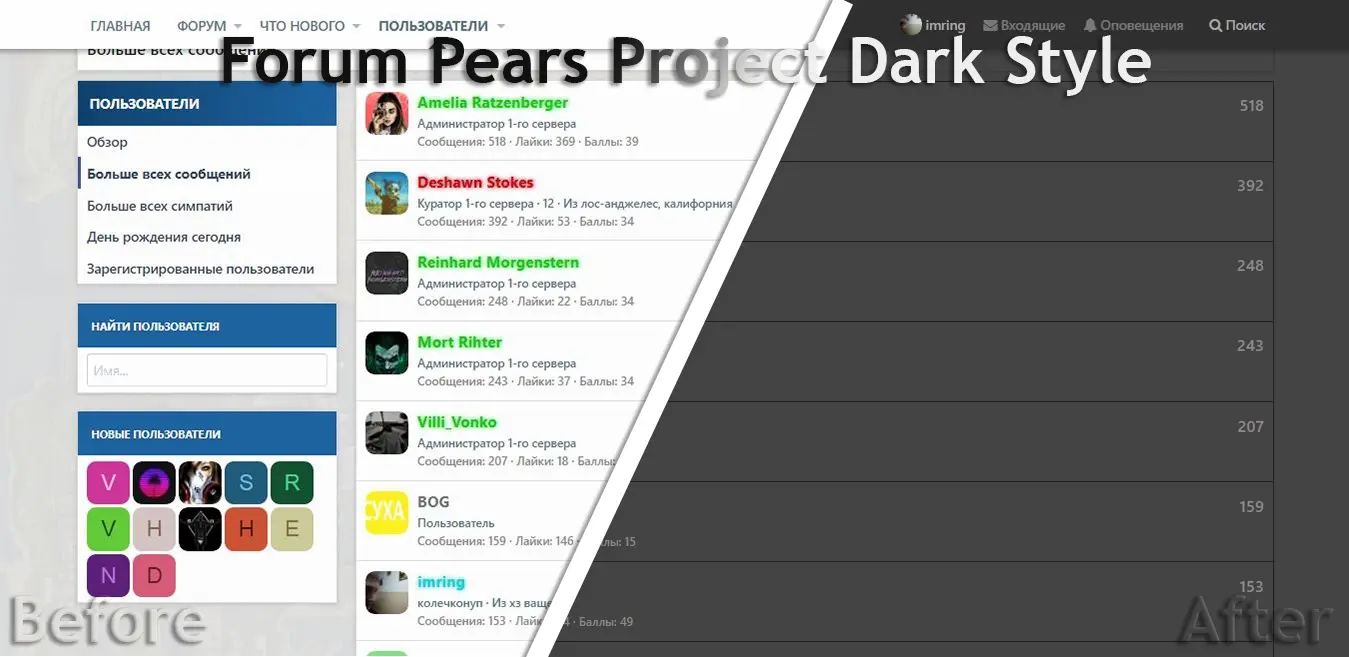 ГЛАВНАЯ ФОРУМ ЧТО НОВОГО ПОЛЬЗОВАТЕЛИ imring Входящие Оповещения Поиск
Forum Pears Project Dark Style
Больше всех сообщений
ПОЛЬЗОВАТЕЛИ
Обзор
Больше всех сообщений
Больше всех симпатий
День рождения сегодня
Зарегистрированные пользователи
НАЙТИ ПОЛЬЗОВАТЕЛЯ
Имя...
НОВЫЕ ПОЛЬЗОВАТЕЛИ
V S R
V H H E
N D
Amelia Ratzenberger 518
Администратор 1-го сервера
Сообщения: 518 · Лайки: 369 · Баллы: 39
Deshawn Stokes 392
Куратор 1-го сервера · 12 · Из лос-анджелес, калифорния
Сообщения: 392 · Лайки: 53 · Баллы: 34
Reinhard Morgenstern 248
Администратор 1-го сервера
Сообщения: 248 · Лайки: 22 · Баллы: 34
Mort Rihter 243
Администратор 1-го сервера
Сообщения: 243 · Лайки: 37 · Баллы: 34
Villi_Vonko 207
Администратор 1-го сервера
Сообщения: 207 · Лайки: 18 · Баллы:
СУХА
BOG 159
Пользователь
Сообщения: 159 · Лайки: 146 · лы: 15
imring 153
колечконуп · Из хз ваще
Сообщения: 153 · Лайк 4 · Баллы: 49
Before
After